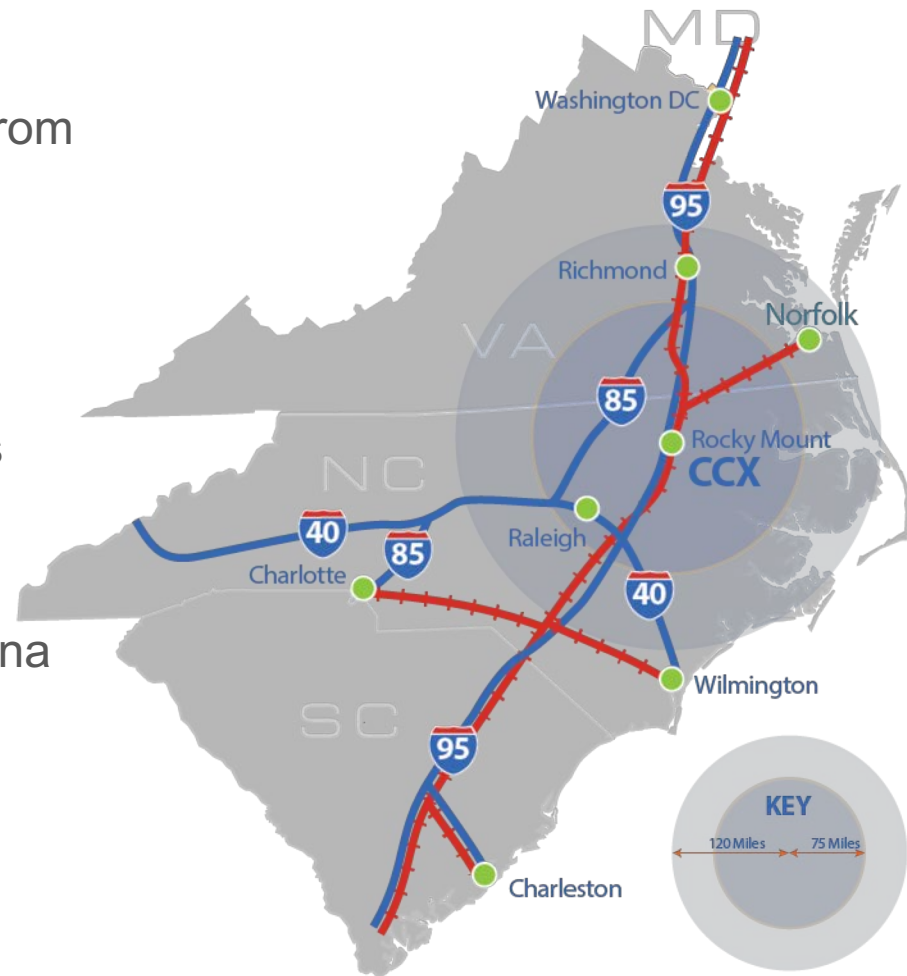 MD
rom
Washington DC
95
Richmond
Norfolk
VA
85
Rocky Mount
CCX
s
NC
40
85
Raleigh
Charlotte
40
na
Wilmington
SC
95
KEY
120 Miles
75 Miles
Charleston